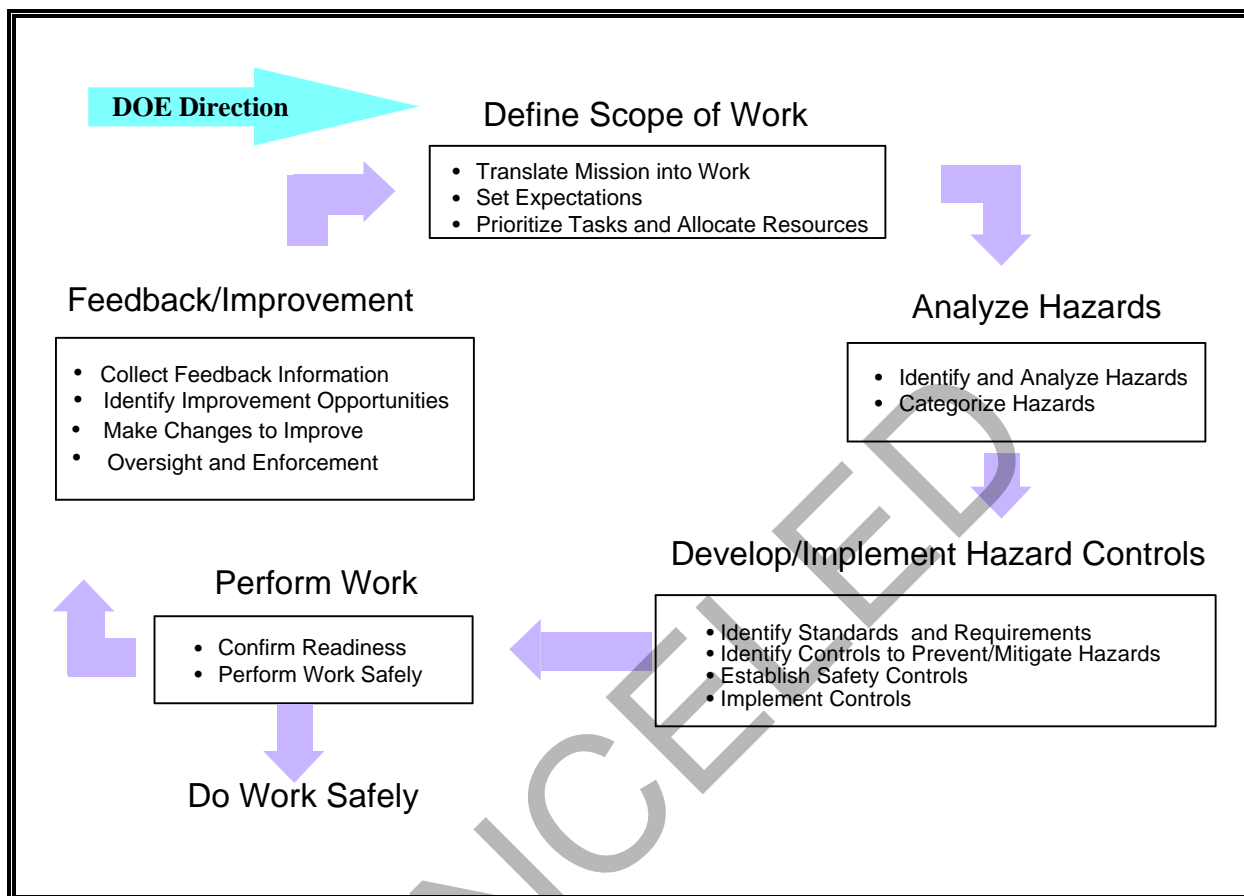 DOE Direction
Define Scope of Work
• Translate Mission into Work
• Set Expectations
• Prioritize Tasks and Allocate Resources
Analyze Hazards
• Identify and Analyze Hazards
• Categorize Hazards
Develop/Implement Hazard Controls
• Identify Standards and Requirements
• Identify Controls to Prevent/Mitigate Hazards
• Establish Safety Controls
• Implement Controls
Perform Work
• Confirm Readiness
• Perform Work Safely
Do Work Safely
Feedback/Improvement
• Collect Feedback Information
• Identify Improvement Opportunities
• Make Changes to Improve
• Oversight and Enforcement
NCELED